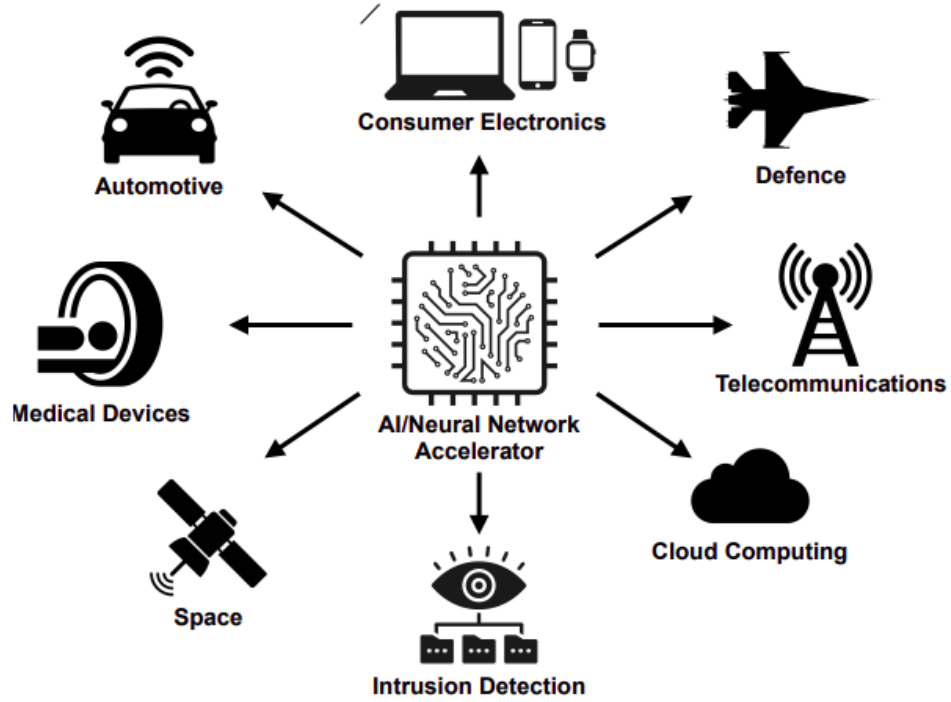 Consumer Electronics
Automotive
Defence
Medical Devices
AI/Neural Network
Accelerator
Telecommunications
Space
Cloud Computing
Intrusion Detection